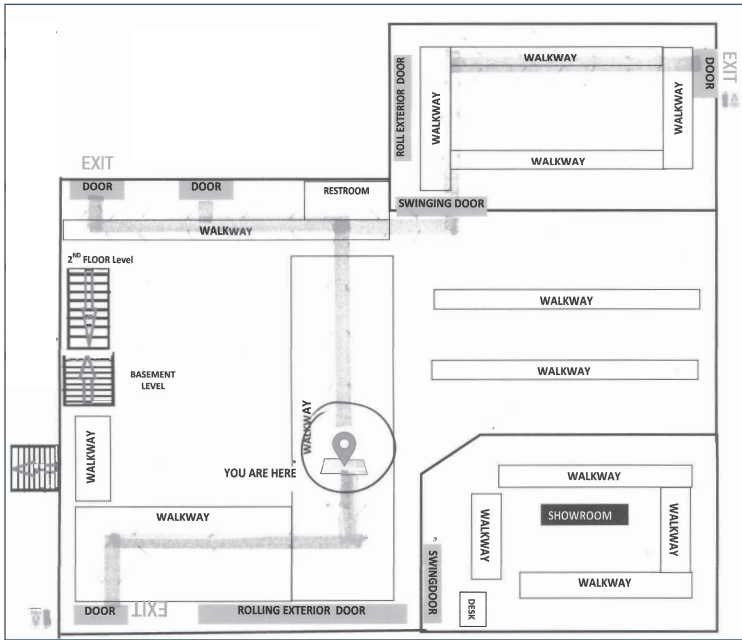 WALKWAY
ROLL EXTERIOR DOOR
WALKWAY
WALKWAY
DOOR
EXIT
WALKWAY
EXIT
DOOR
DOOR
RESTROOM
SWINGING DOOR
WALKWAY
2ND FLOOR Level
WALKWAY
BASEMENT
LEVEL
WALKWAY
WALKWAY
WALKWAY
YOU ARE HERE
WALKWAY
WALKWAY
SHOWROOM
WALKWAY
WALKWAY
WALKWAY
SWINGDOOR
DESK
DOOR
EXIT
ROLLING EXTERIOR DOOR